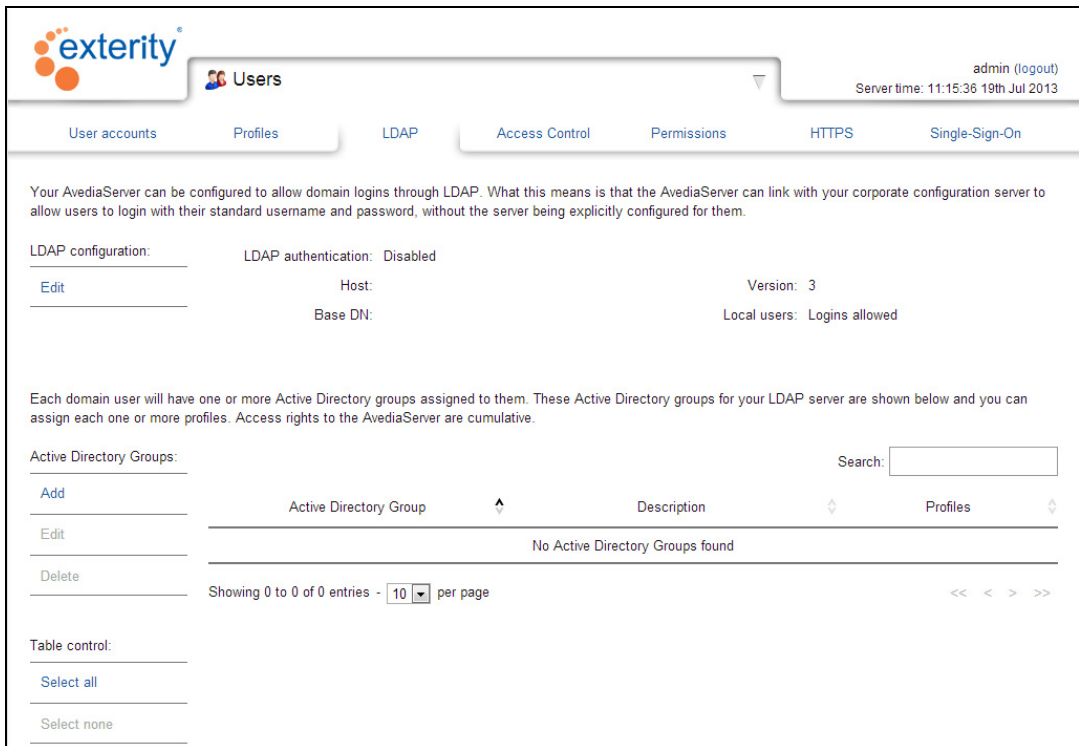 exterity®
Users
admin (logout)
Server time: 11:15:36 19th Jul 2013
User accounts Profiles LDAP Access Control Permissions HTTPS Single-Sign-On
Your AvediaServer can be configured to allow domain logins through LDAP. What this means is that the AvediaServer can link with your corporate configuration server to
allow users to login with their standard username and password, without the server being explicitly configured for them.
LDAP configuration:
Edit
LDAP authentication: Disabled
Host:
Version: 3
Base DN:
Local users: Logins allowed
Each domain user will have one or more Active Directory groups assigned to them. These Active Directory groups for your LDAP server are shown below and you can
assign each one or more profiles. Access rights to the AvediaServer are cumulative.
Active Directory Groups:
Add
Edit
Delete
Search:
Active Directory Group Description Profiles
No Active Directory Groups found
Showing 0 to 0 of 0 entries - 10 per page
<< < > >>
Table control:
Select all
Select none